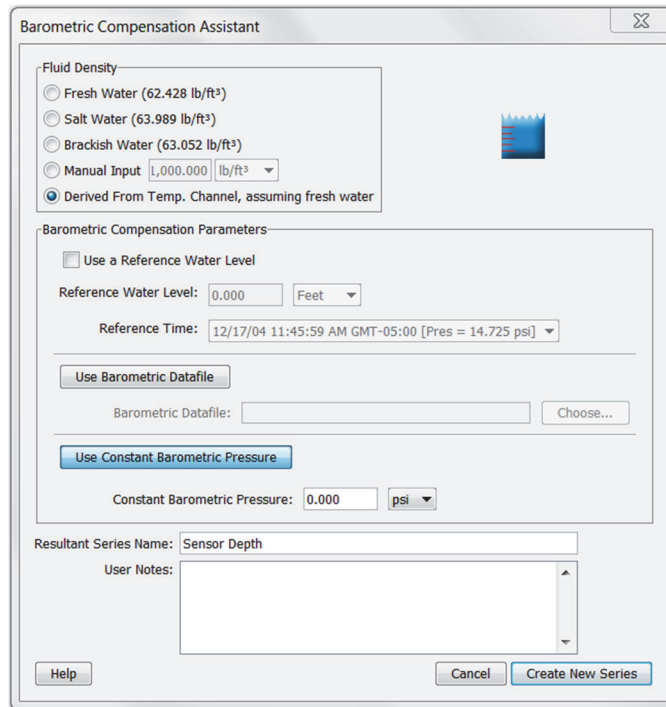 Barometric Compensation Assistant
Fluid Density
Fresh Water (62.428 lb/ft³)
Salt Water (63.989 lb/ft³)
Brackish Water (63.052 lb/ft³)
Manual Input 1,000.000 lb/ft³
Derived From Temp. Channel, assuming fresh water
Barometric Compensation Parameters
Use a Reference Water Level
Reference Water Level: 0.000 Feet
Reference Time: 12/17/04 11:45:59 AM GMT-05:00 [Pres = 14.725 psi]
Use Barometric Datafile
Barometric Datafile: Choose...
Use Constant Barometric Pressure
Constant Barometric Pressure: 0.000 psi
Resultant Series Name: Sensor Depth
User Notes:
Help Cancel Create New Series